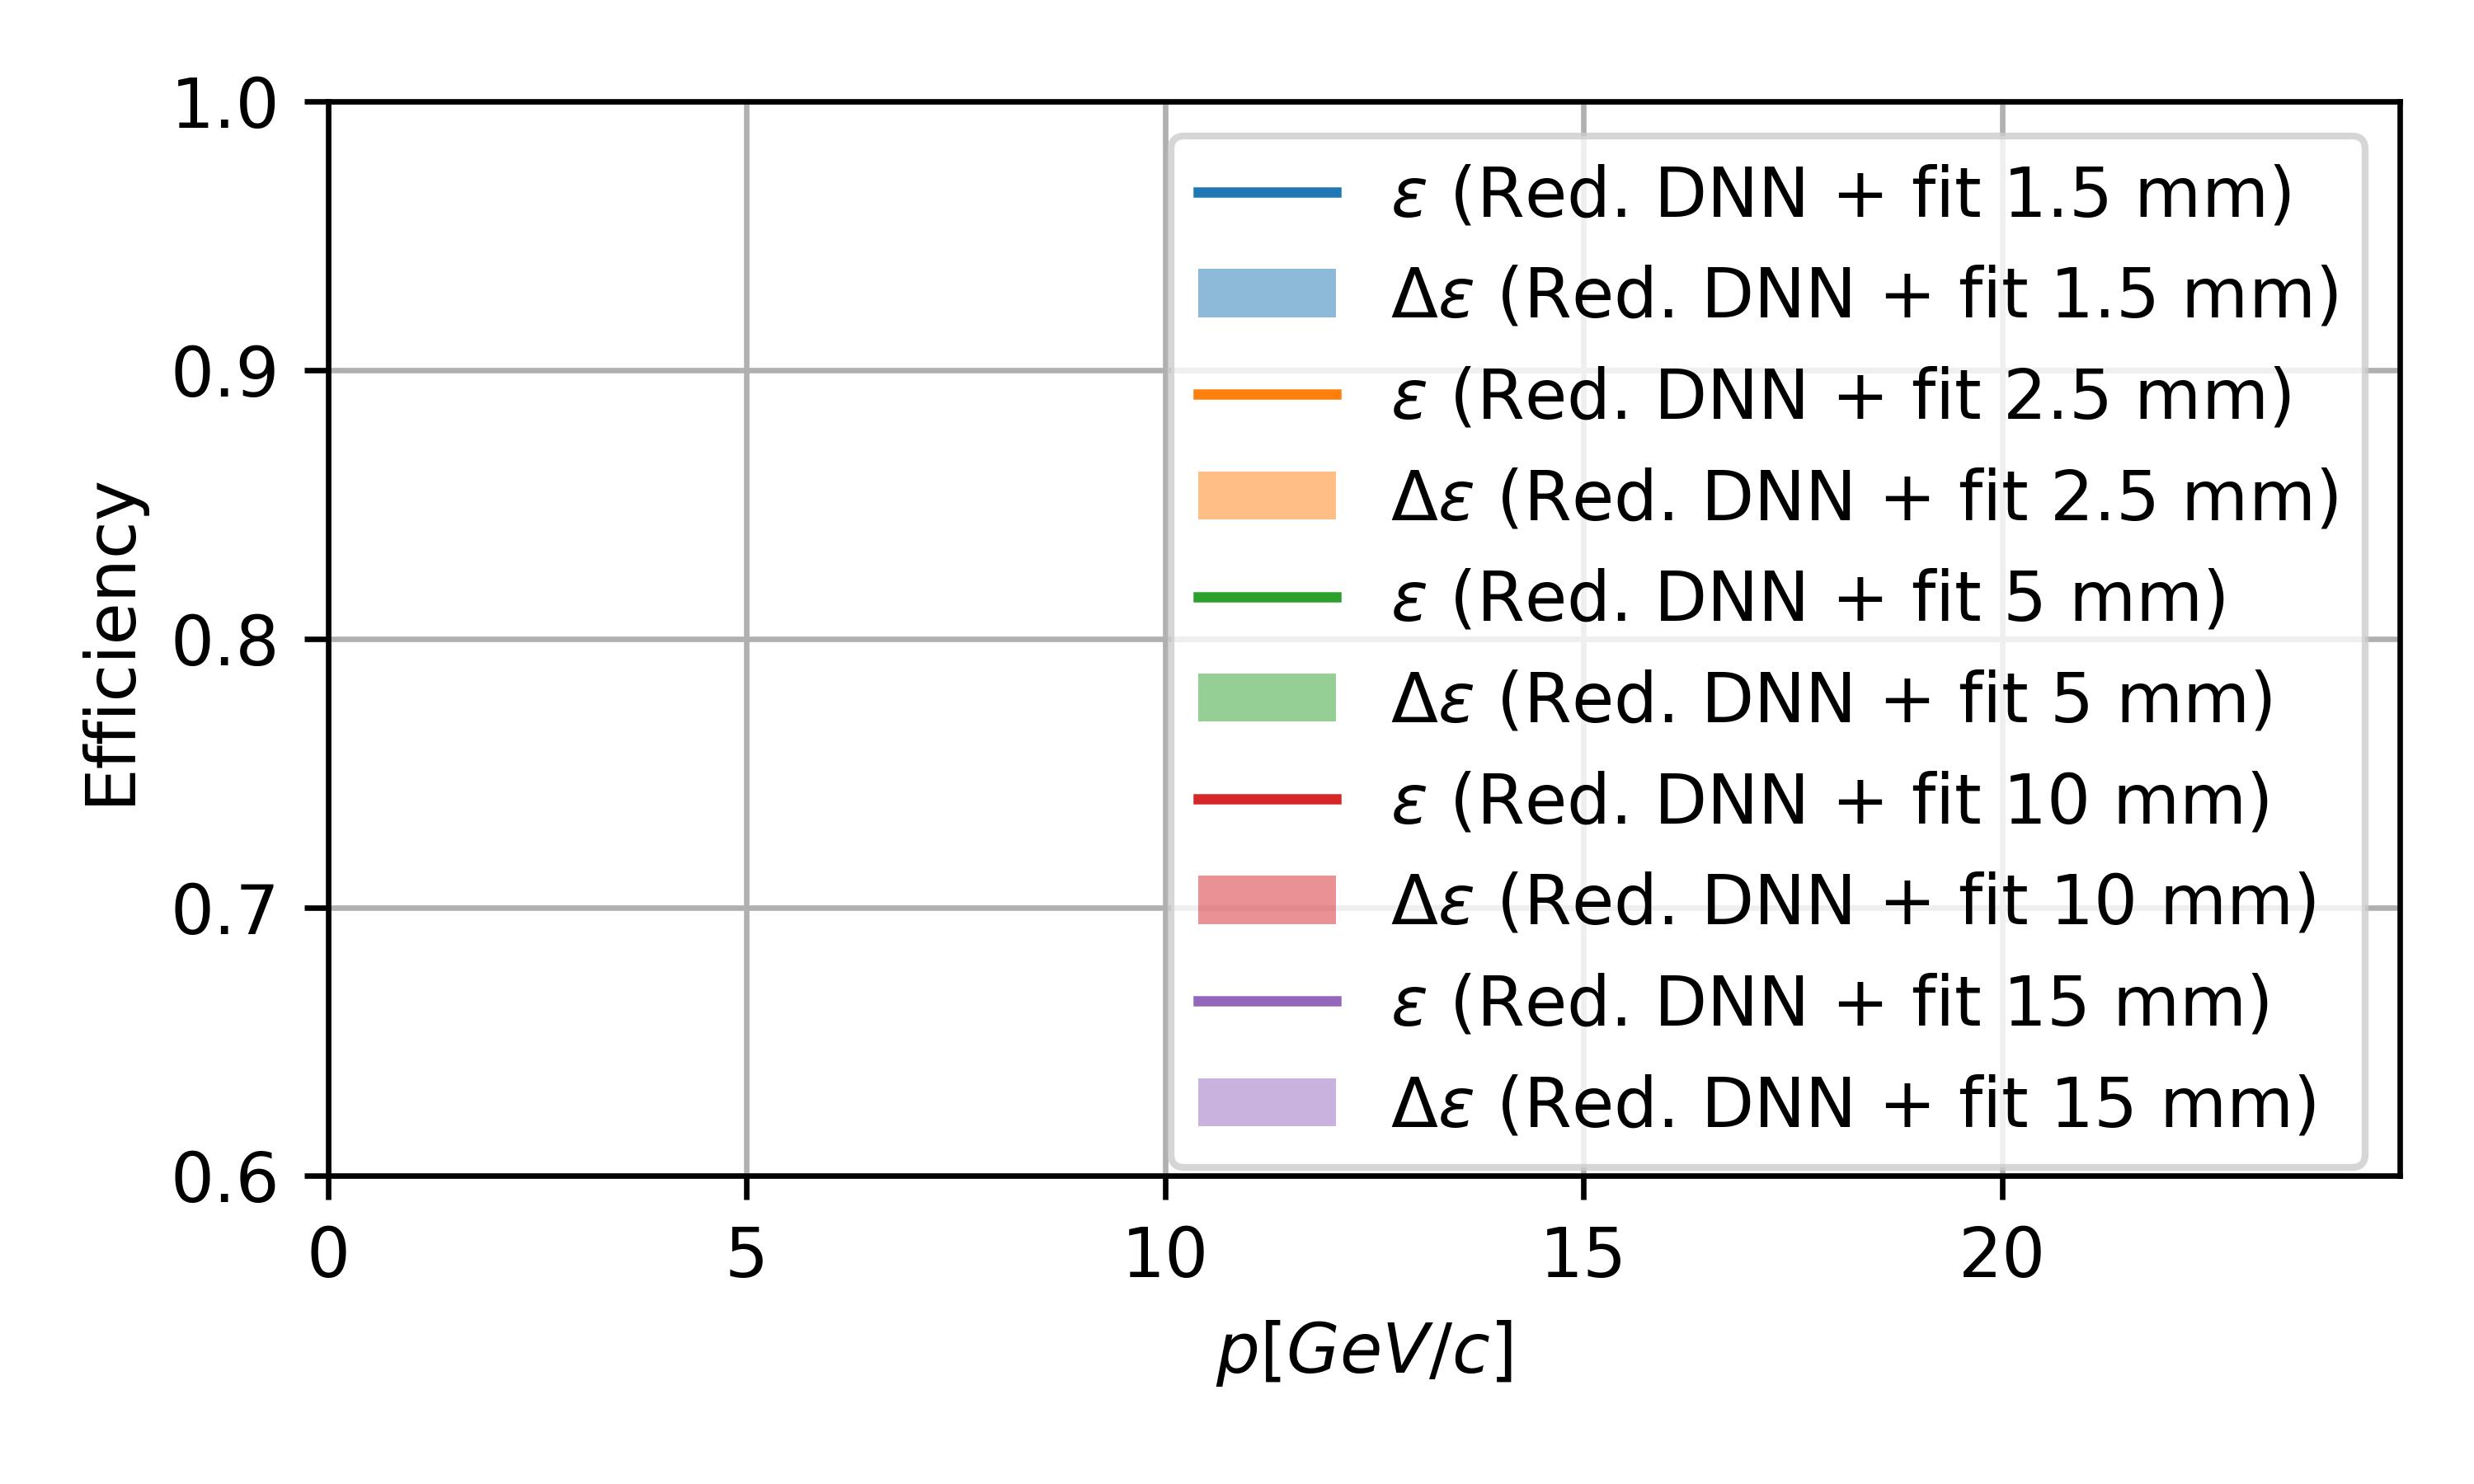 1.0
0.9
0.8
0.7
0.6
Efficiency
ε (Red. DNN + fit 1.5 mm)
Δε (Red. DNN + fit 1.5 mm)
ε (Red. DNN + fit 2.5 mm)
Δε (Red. DNN + fit 2.5 mm)
ε (Red. DNN + fit 5 mm)
Δε (Red. DNN + fit 5 mm)
ε (Red. DNN + fit 10 mm)
Δε (Red. DNN + fit 10 mm)
ε (Red. DNN + fit 15 mm)
Δε (Red. DNN + fit 15 mm)
0 5 10 15 20
p[GeV/c]